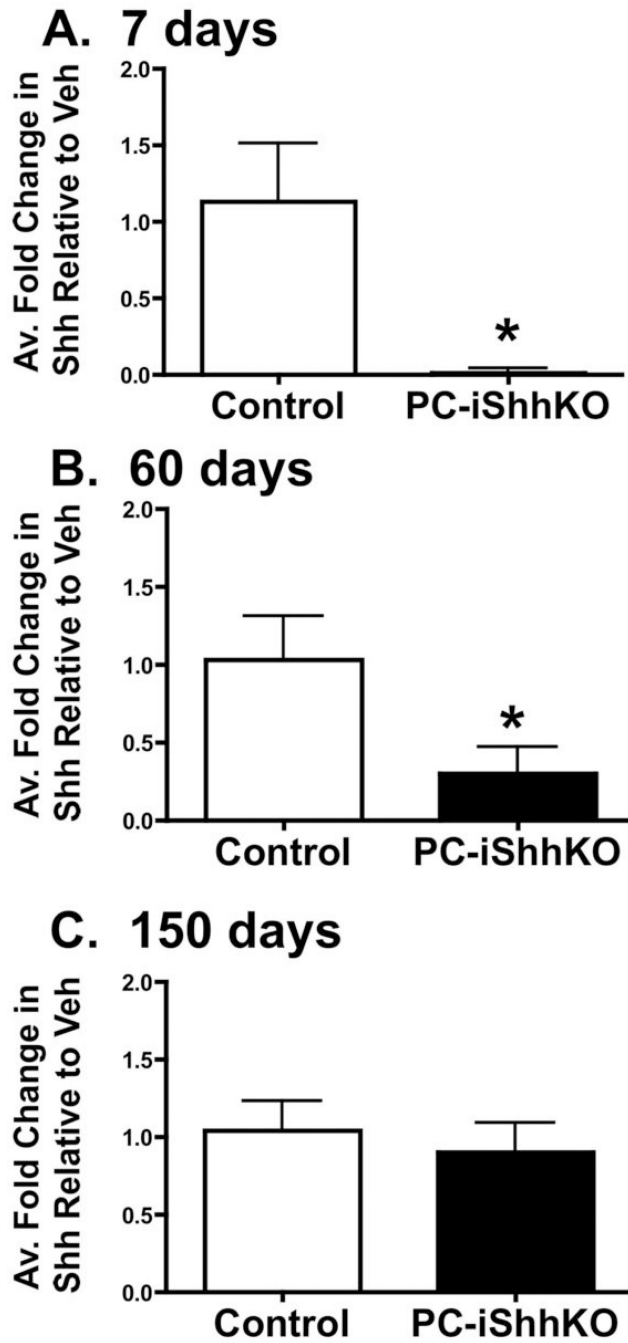 A. 7 days
Av. Fold Change in
Shh Relative to Veh
2.0
1.5
1.0
0.5
0.0
*
Control PC-iShhKO
B. 60 days
Av. Fold Change in
Shh Relative to Veh
2.0
1.5
1.0
0.5
0.0
*
Control PC-iShhKO
C. 150 days
Av. Fold Change in
Shh Relative to Veh
2.0
1.5
1.0
0.5
0.0
Control PC-iShhKO